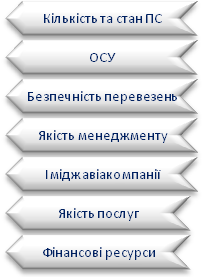 Кількість та стан ПС
ОСУ
Безпечність перевезень
Якість менеджменту
Іміджавіакомпанії
Якість послуг
Фінансові ресурси